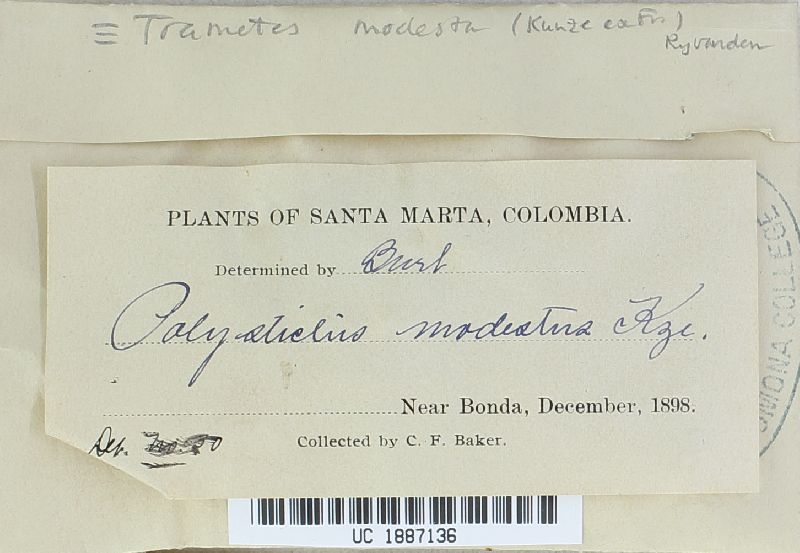 ≡ Trametes modesta (Kunze ex Fr.)
Ryvarden
PLANTS OF SANTA MARTA, COLOMBIA.
Determined by Burt
Polystictus modestus Kze.
Near Bonda, December, 1898.
Collected by C. F. Baker.
POMONA COLLEGE
UC 1887136